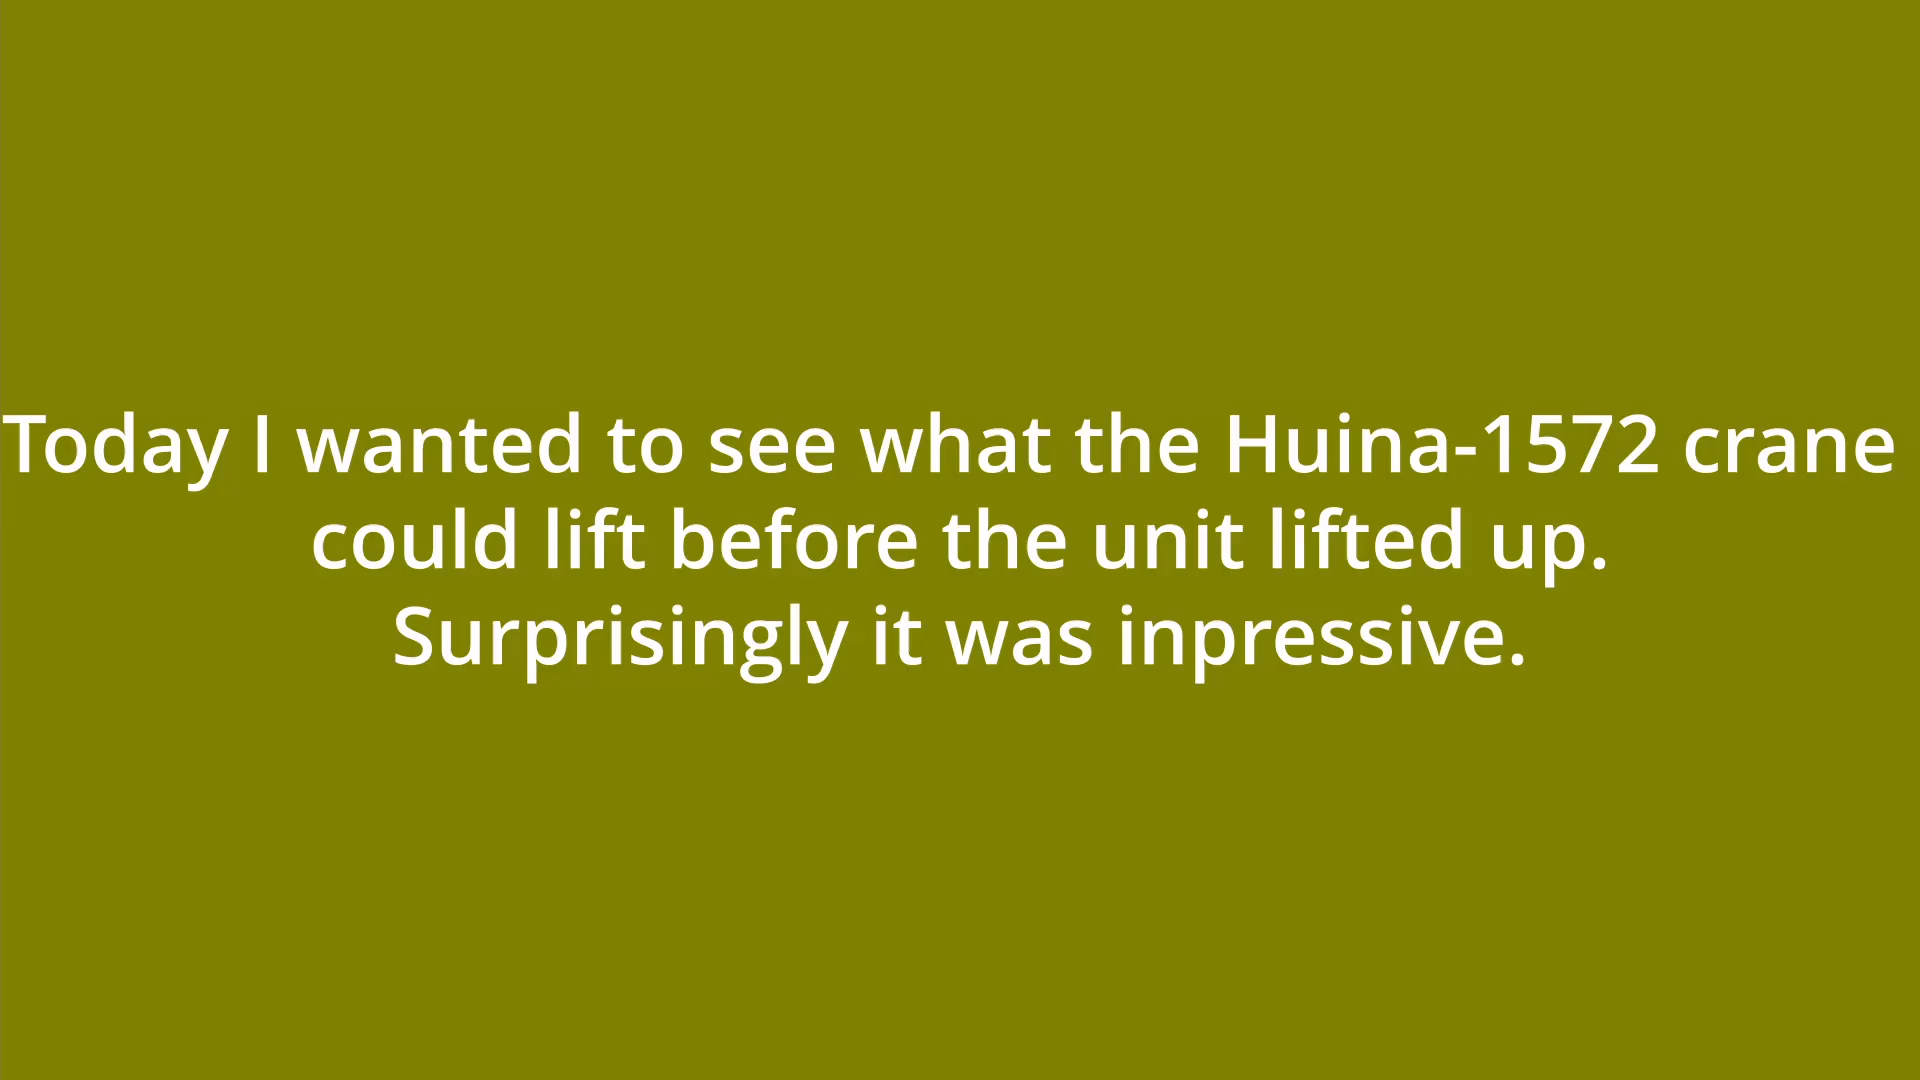 Today I wanted to see what the Huina-1572 crane
could lift before the unit lifted up.
Surprisingly it was inpressive.